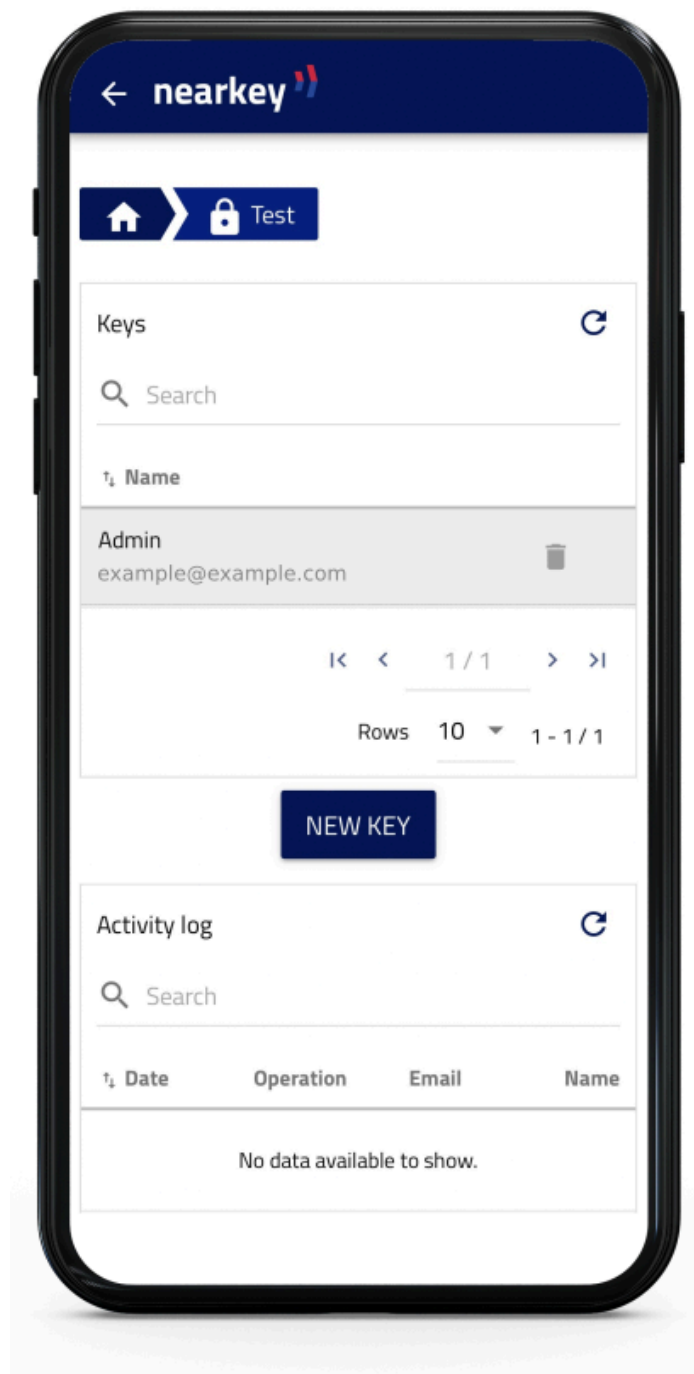 nearkey
Test
Keys
Search
Name
Admin
example@example.com
1 / 1
Rows 10 1 - 1 / 1
NEW KEY
Activity log
Search
Date Operation Email Name
No data available to show.